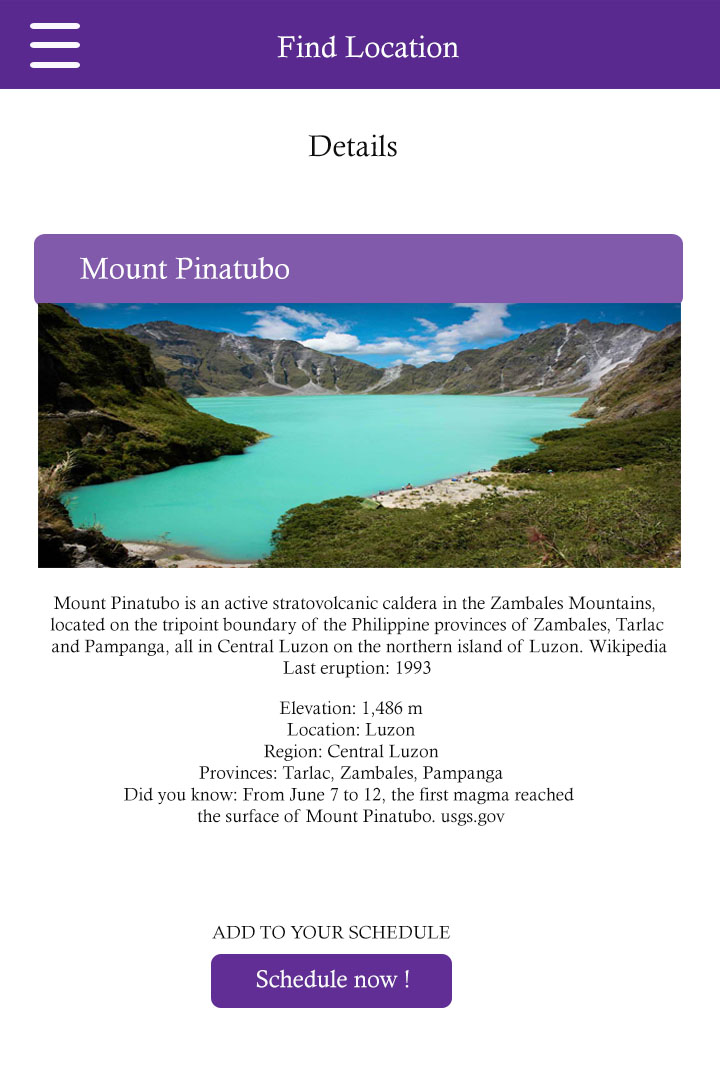 Find Location
Details
Mount Pinatubo
Mount Pinatubo is an active stratovolcanic caldera in the Zambales Mountains,
located on the tripoint boundary of the Philippine provinces of Zambales, Tarlac
and Pampanga, all in Central Luzon on the northern island of Luzon. Wikipedia
Last eruption: 1993
Elevation: 1,486 m
Location: Luzon
Region: Central Luzon
Provinces: Tarlac, Zambales, Pampanga
Did you know: From June 7 to 12, the first magma reached
the surface of Mount Pinatubo. usgs.gov
ADD TO YOUR SCHEDULE
Schedule now !